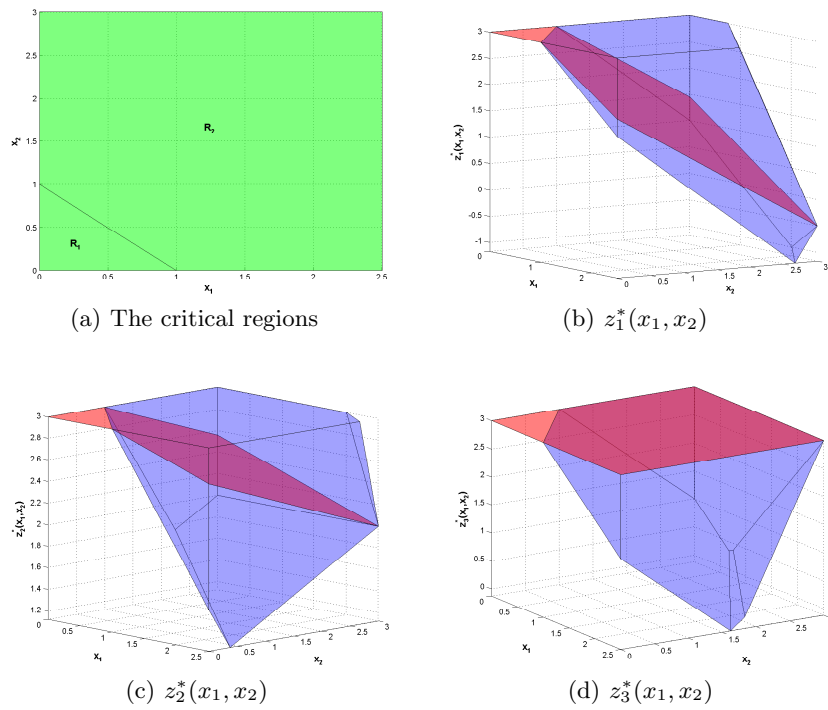 3
2.5
2
1.5
1
0.5
0
0 0.5 1 1.5 2 2.5
x₂
x₁
R₂
R₁
(a) The critical regions
3
2.5
2
1.5
1
0.5
0
-0.5
-1
1
2
0 0.5 1 1.5 2 2.5 3
z*₁(x₁,x₂)
x₁
x₂
(b) z₁*(x₁, x₂)
3
2.8
2.6
2.4
2.2
2
1.8
1.6
1.4
1.2
0 0.5 1 1.5 2 2.5
0 0.5 1 1.5 2 2.5 3
z*₂(x₁,x₂)
x₁
x₂
(c) z₂*(x₁, x₂)
3
2.5
2
1.5
1
0.5
0
0 0.5 1 1.5 2 2.5
0 0.5 1 1.5 2 2.5 3
z*₃(x₁,x₂)
x₁
x₂
(d) z₃*(x₁, x₂)